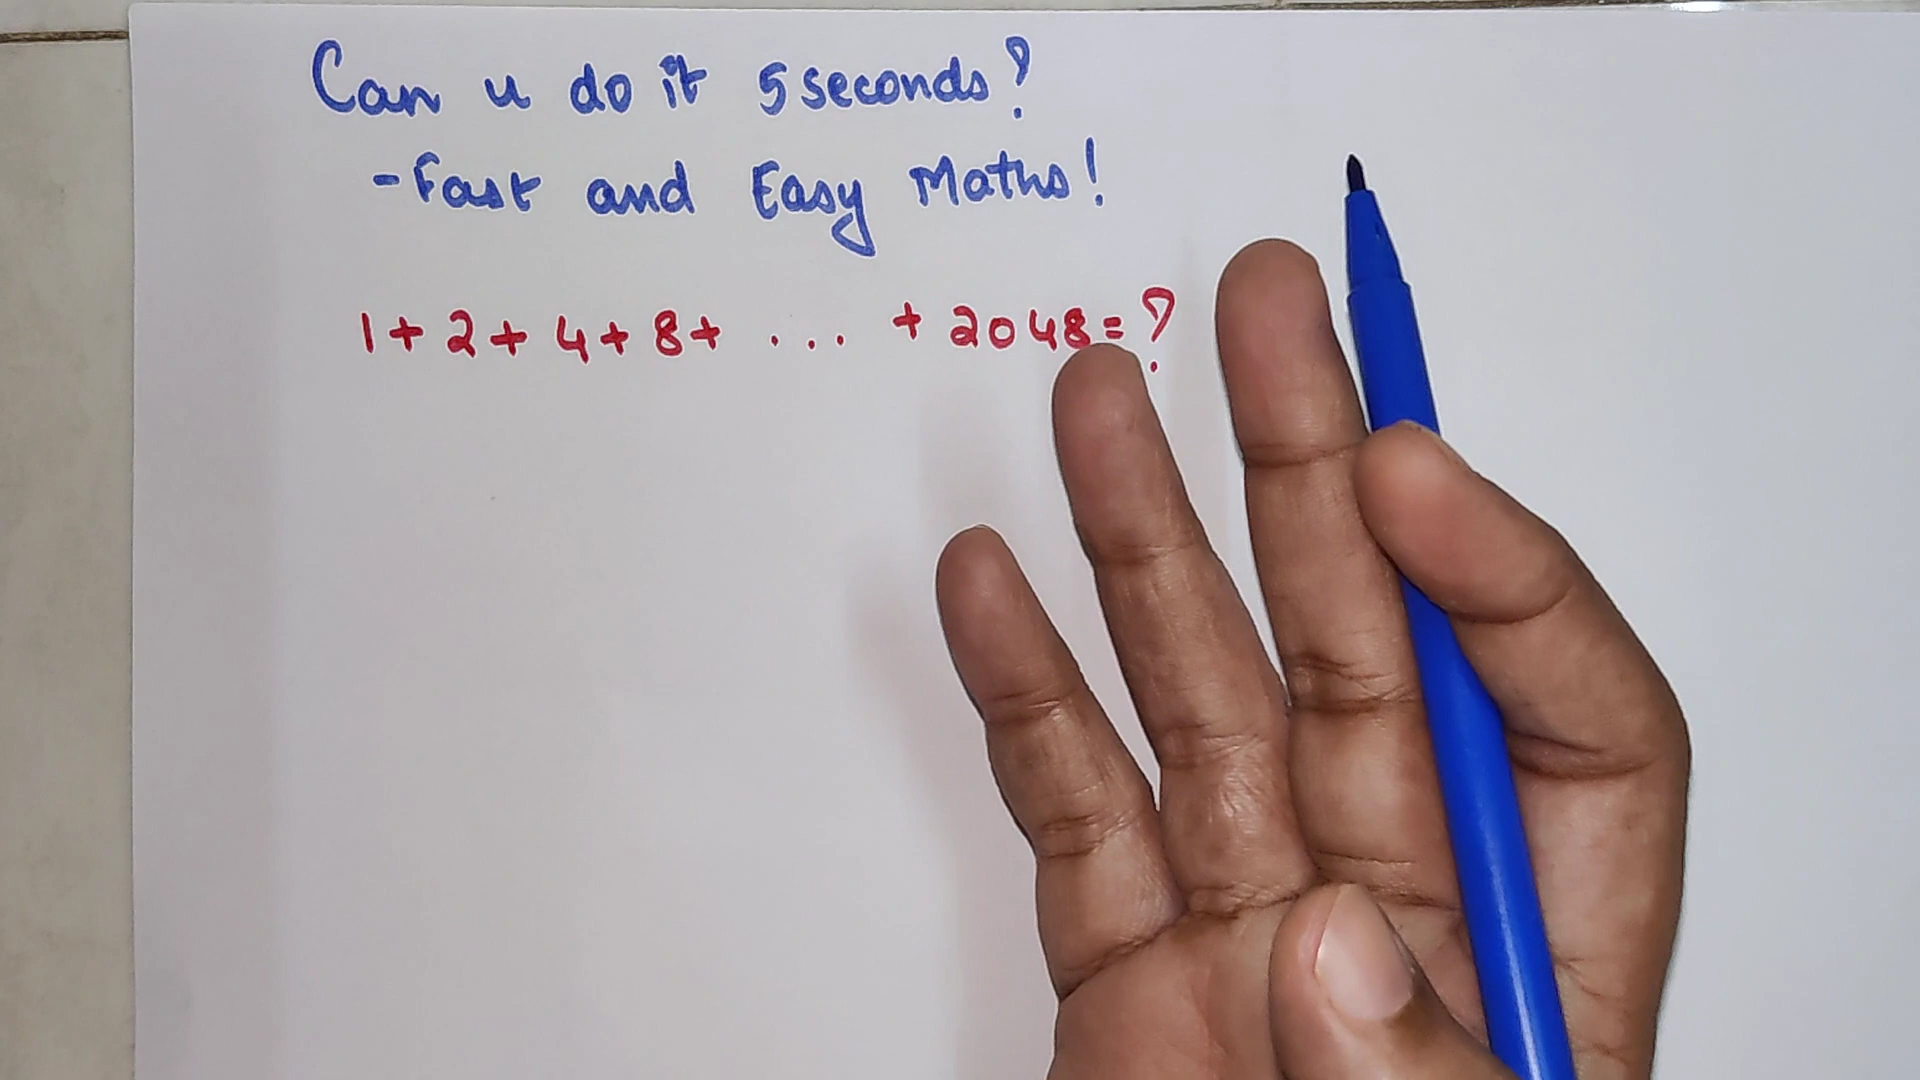 Can u do it 5 seconds?
- Fast and Easy Maths!
1 + 2 + 4 + 8 + ... + 2048 = ?